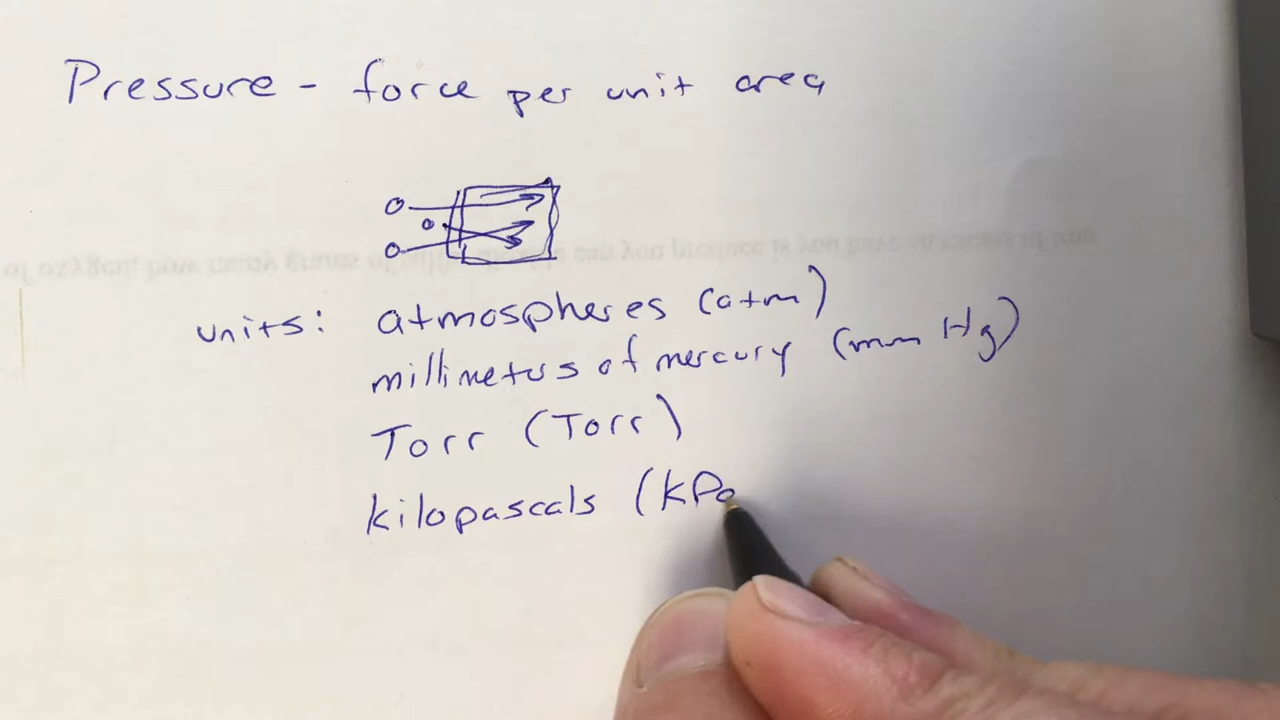 Pressure - force per unit area
units: atmospheres (atm)
millimeters of mercury (mm Hg)
Torr (Torr)
kilopascals (kPa